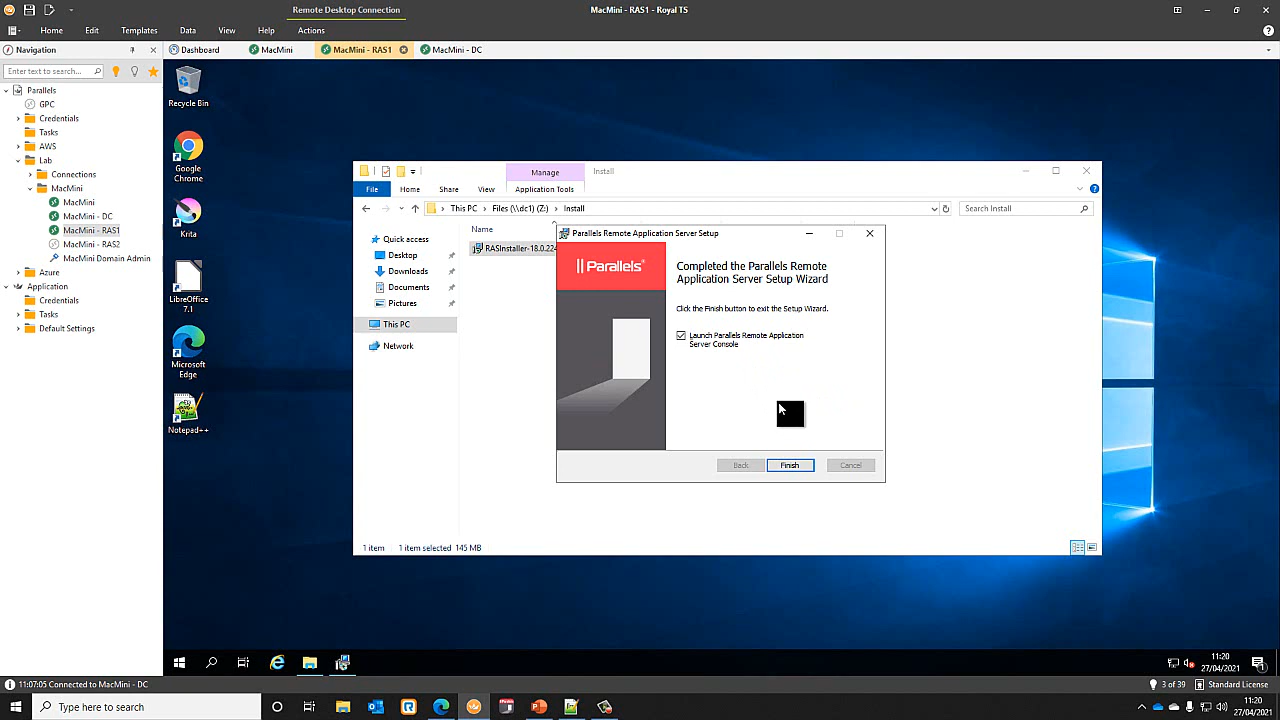 Remote Desktop Connection
MacMini - RAS1 - Royal TS
Home Edit Templates Data View Help Actions
Navigation
Dashboard MacMini MacMini - RAS1 MacMini - DC
Enter text to search...
Parallels
GPC
Credentials
Tasks
AWS
Lab
Connections
MacMini
MacMini
MacMini - DC
MacMini - RAS1
MacMini - RAS2
MacMini Domain Admin
Azure
Application
Credentials
Tasks
Default Settings
Recycle Bin
Google
Chrome
Krita
LibreOffice
7.1
Microsoft
Edge
Notepad++
Manage
Install
File Home Share View Application Tools
This PC > Files (\\dc1) (Z:) > Install
Search Install
Quick access
Desktop
Downloads
Documents
Pictures
This PC
Network
Name
RASInstaller-18.0.224
1 item 1 item selected 145 MB
Parallels Remote Application Server Setup
Parallels®
Completed the Parallels Remote
Application Server Setup Wizard
Click the Finish button to exit the Setup Wizard.
Launch Parallels Remote Application
Server Console
Back Finish Cancel
11:20
27/04/2021
11:07:05 Connected to MacMini - DC
3 of 39 Standard License
Type here to search
11:20
27/04/2021